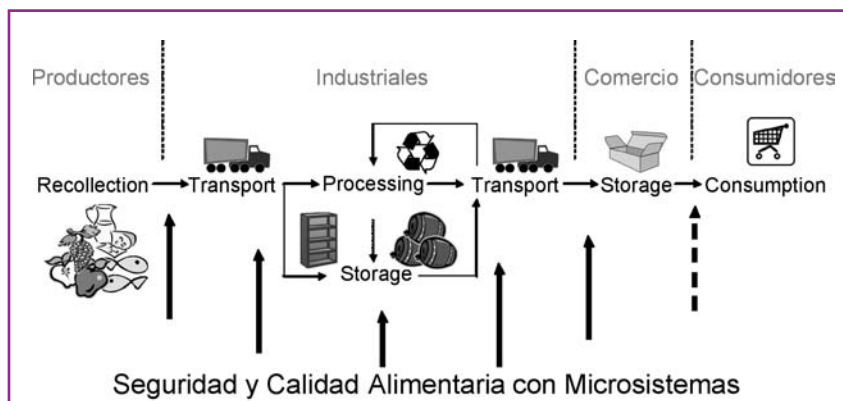 Productores Industriales Comercio Consumidores
Recollection Transport Processing Transport Storage Consumption
Storage
Seguridad y Calidad Alimentaria con Microsistemas